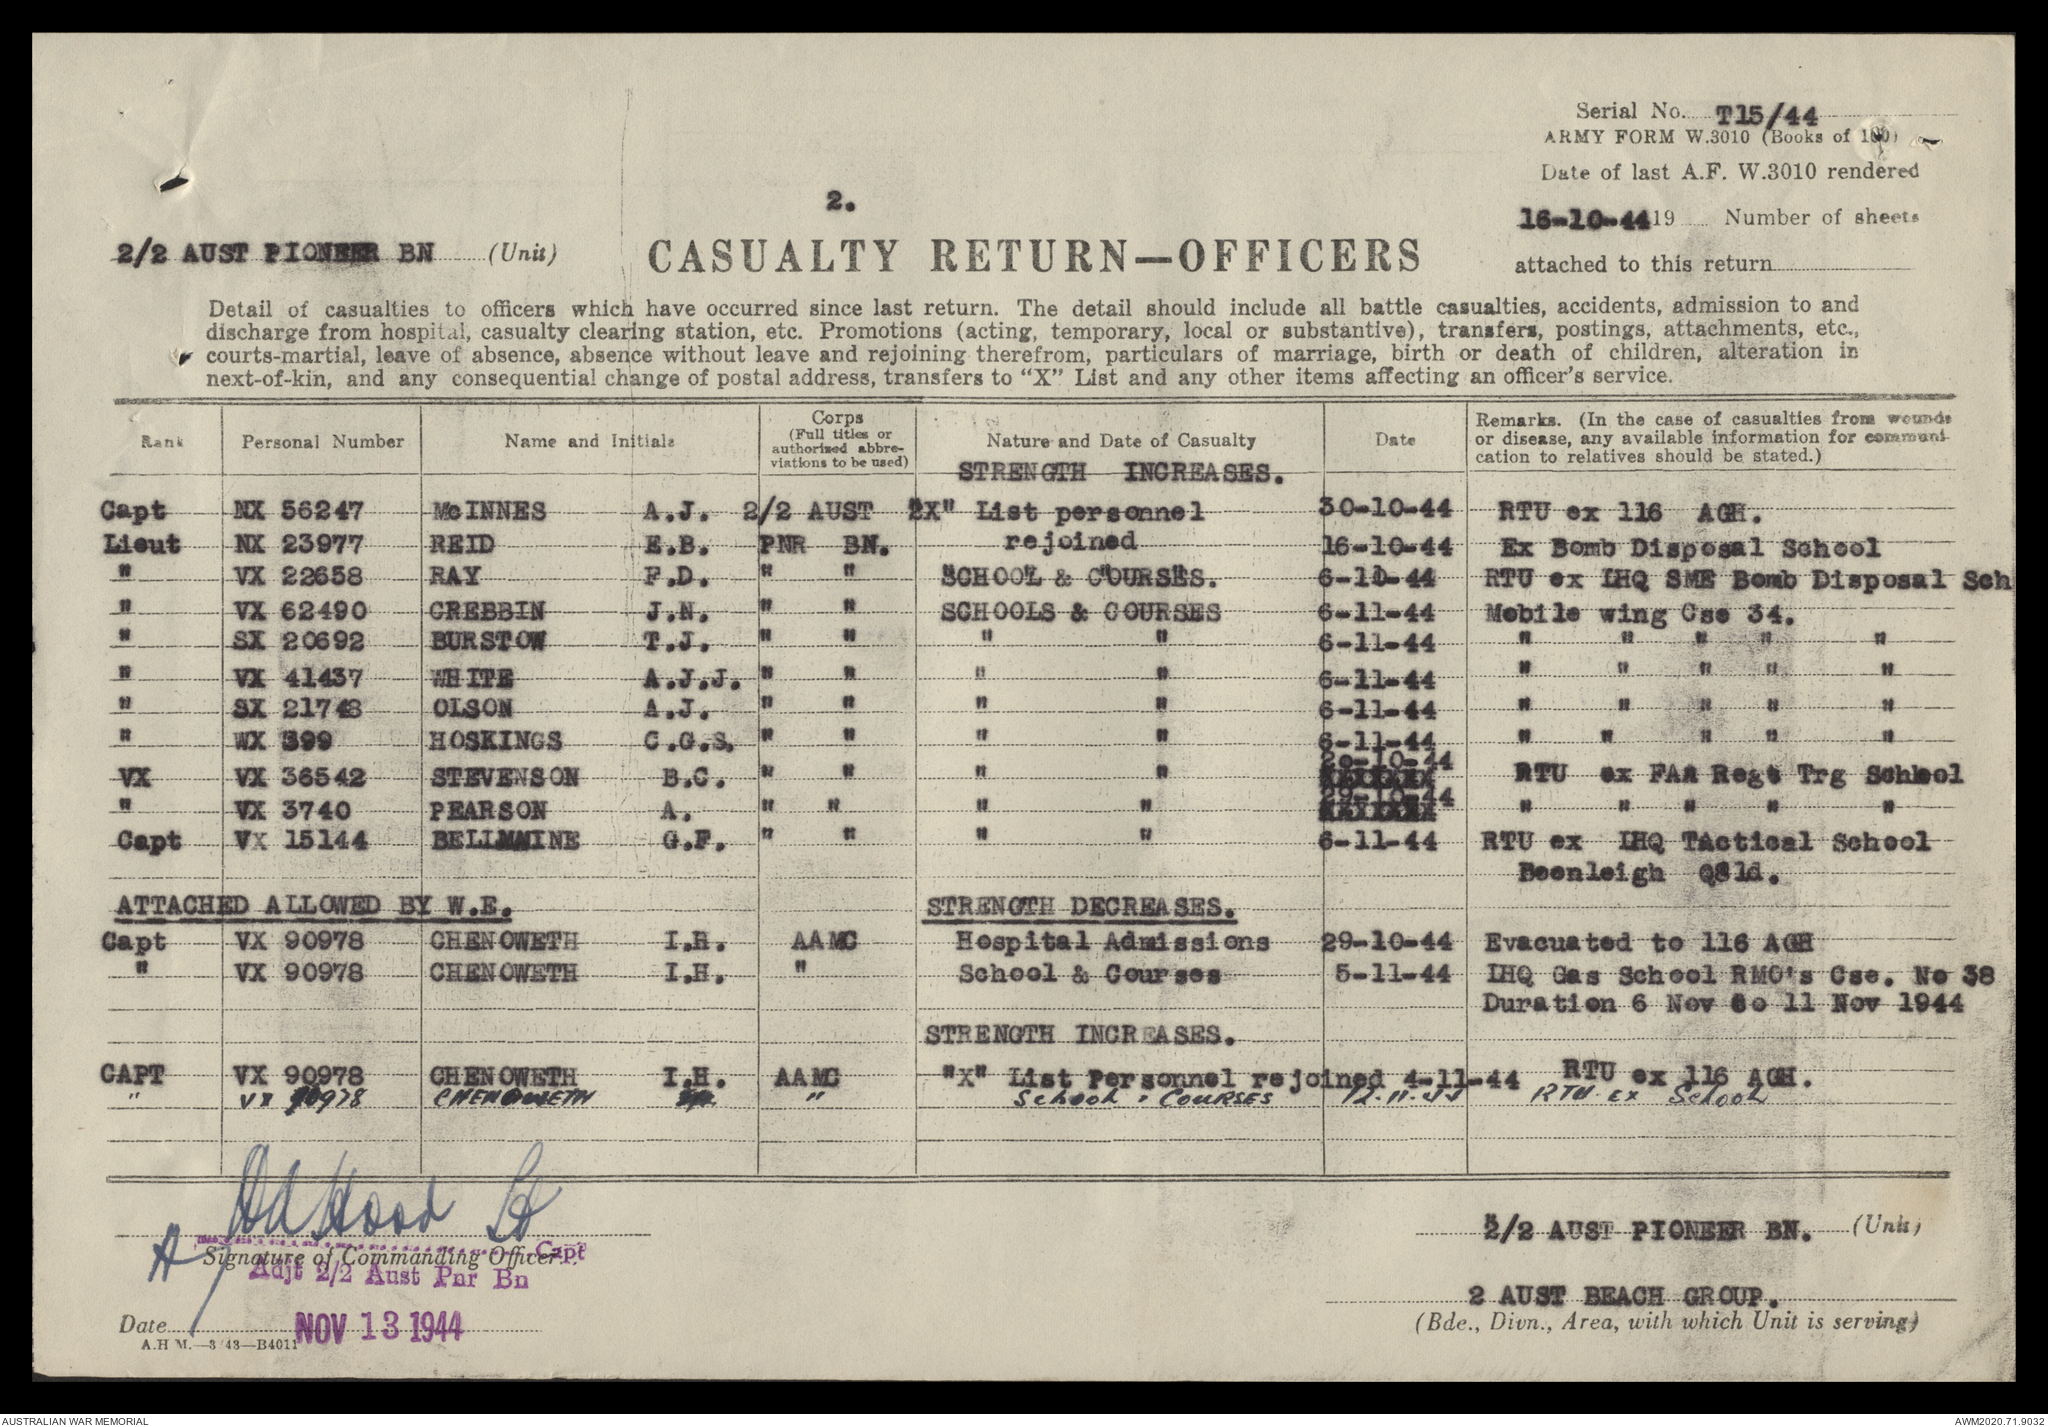 Serial No. T15/44
ARMY FORM W.3010 (Books of 100)
Date of last A.F. W.3010 rendered
2.
16-10-44 19 Number of sheets
2/2 AUST PIONEER BN (Unit) CASUALTY RETURN—OFFICERS attached to this return
Detail of casualties to officers which have occurred since last return. The detail should include all battle casualties, accidents, admission to and
discharge from hospital, casualty clearing station, etc. Promotions (acting, temporary, local or substantive), transfers, postings, attachments, etc.,
courts-martial, leave of absence, absence without leave and rejoining therefrom, particulars of marriage, birth or death of children, alteration in
next-of-kin, and any consequential change of postal address, transfers to "X" List and any other items affecting an officer's service.
Rank Personal Number Name and Initials Corps (Full titles or authorized abbreviations to be used) Nature and Date of Casualty Date Remarks. (In the case of casualties from wounds
or disease, any available information for communi-
cation to relatives should be stated.)
STRENGTH INCREASES.
Capt NX 56247 McINNES A.J. 2/2 AUST "X" List personnel 30-10-44 RTU ex 116 AGH.
Lieut NX 23977 REID E.B. PNR BN. rejoined 16-10-44 Ex Bomb Disposal School
" VX 22658 RAY F.D. " " SCHOOL & COURSES. 6-11-44 RTU ex LHQ SME Bomb Disposal Sch
" VX 62490 CREBBIN J.N. " " SCHOOLS & COURSES 6-11-44 Mobile wing Cse 34.
" SX 20692 BURSTOW T.J. " " " " 6-11-44 " " " " "
" VX 41437 WHITE A.J.J. " " " " 6-11-44 " " " " "
" SX 21748 OLSON A.J. " " " " 6-11-44 " " " " "
" WX 399 HOSKINGS C.G.S. " " " " 6-11-44 " " " " "
VX VX 36542 STEVENSON B.C. " " " " 20-10-44 RTU ex FAA Regt Trg School
" VX 3740 PEARSON A. " " " " 29-10-44 " " " " "
Capt VX 15144 BELLMAINE G.F. " " " " 6-11-44 RTU ex LHQ Tactical School
Beenleigh Qld.
ATTACHED ALLOWED BY W.E. STRENGTH DECREASES.
Capt VX 90978 CHENOWETH I.H. AAMC Hospital Admissions 29-10-44 Evacuated to 116 AGH
" VX 90978 CHENOWETH I.H. " School & Courses 5-11-44 LHQ Gas School RMO's Cse. No 38
Duration 6 Nov to 11 Nov 1944
STRENGTH INCREASES.
CAPT VX 90978 CHENOWETH I.H. AAMC "X" List Personnel rejoined 4-11-44 RTU ex 116 AGH.
" VX 90978 CHENOWETH " School & COURSES 12.11.44 RTU EX School
Hood Lt
Capt
Signature of Commanding Officer
Adjt 2/2 Aust Pnr Bn
2/2 AUST PIONEER BN. (Unit)
2 AUST BEACH GROUP.
(Bde., Divn., Area, with which Unit is serving)
Date NOV 13 1944
A.H.M.—3/43—B4011
AUSTRALIAN WAR MEMORIAL AWM2020.71.9032